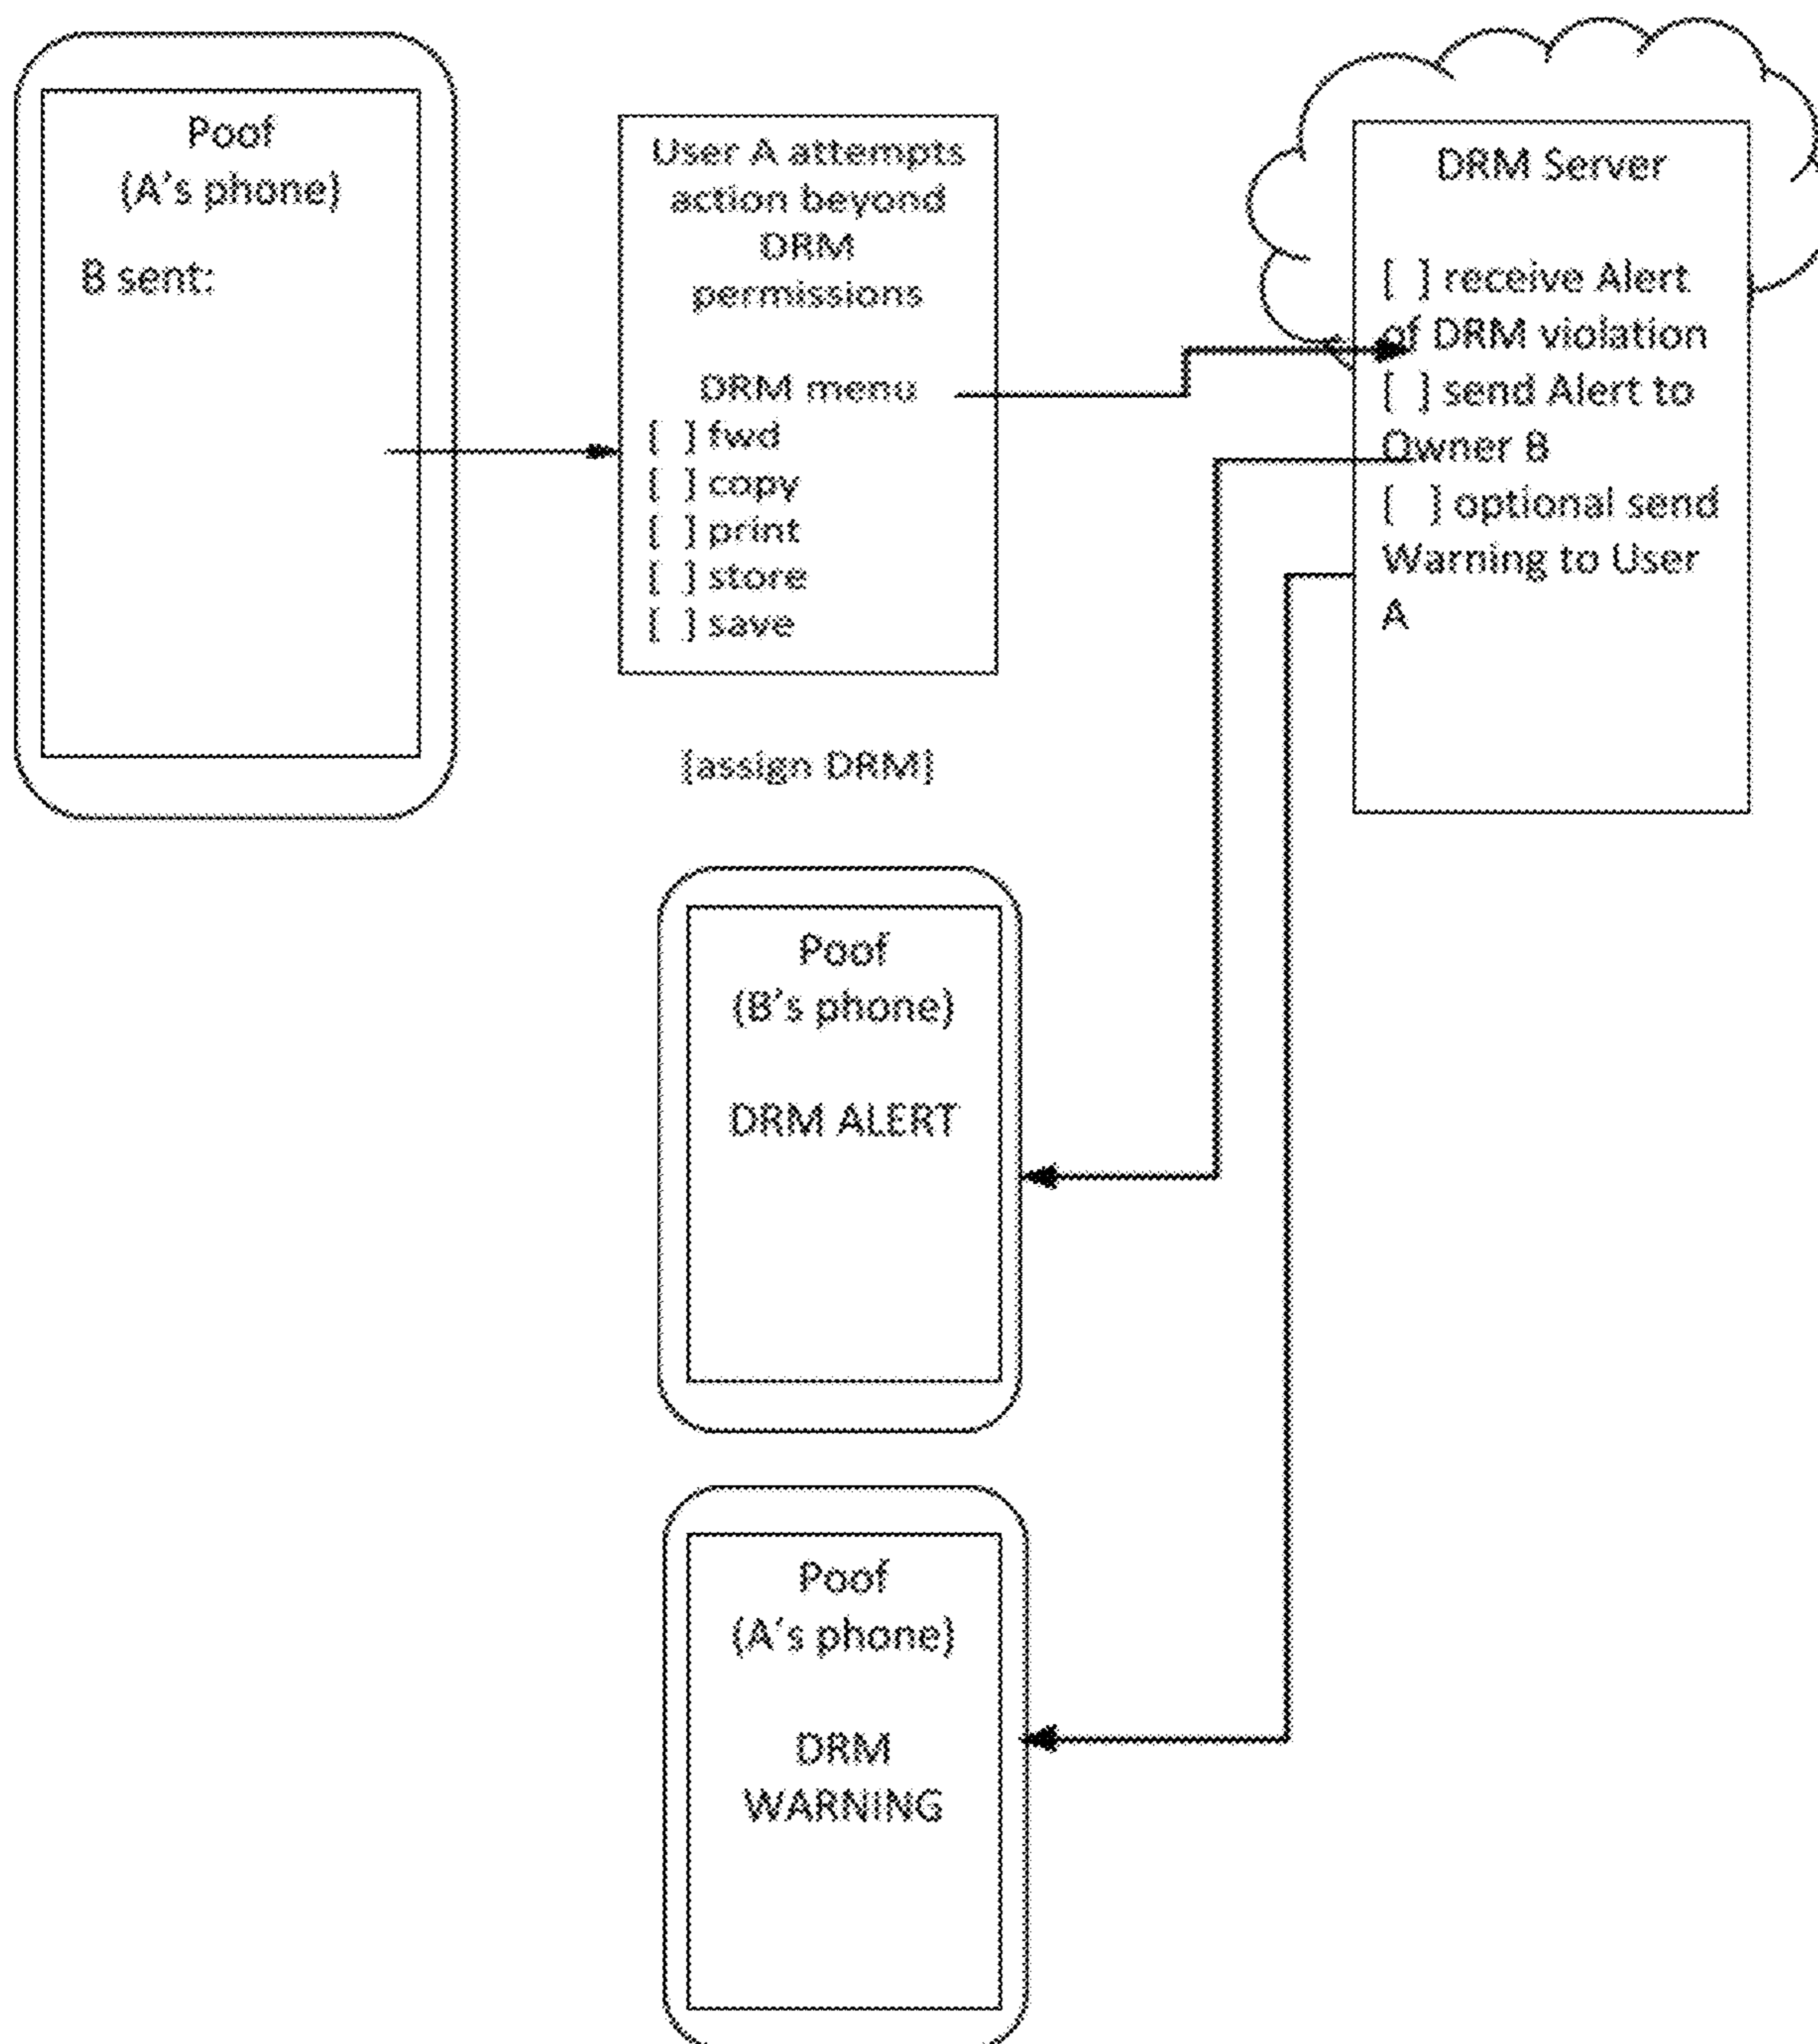 Poof
(A's phone)
B sent:
User A attempts
action beyond
DRM
permissions
DRM menu
[ ] fwd
[ ] copy
[ ] print
[ ] store
[ ] save
[assign DRM]
DRM Server
[ ] receive Alert
of DRM violation
[ ] send Alert to
Owner B
[ ] optional send
Warning to User
A
Poof
(B's phone)
DRM ALERT
Poof
(A's phone)
DRM
WARNING